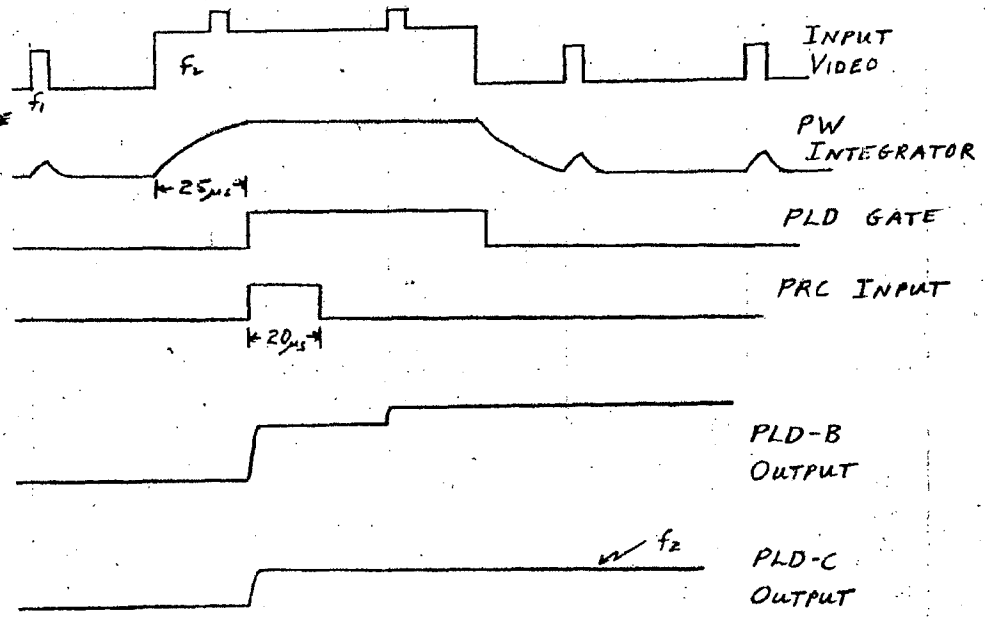 INPUT
VIDEO
f2
f1
PW
INTEGRATOR
25μs
PLD GATE
PRC INPUT
20μs
PLD-B
OUTPUT
f2
PLD-C
OUTPUT